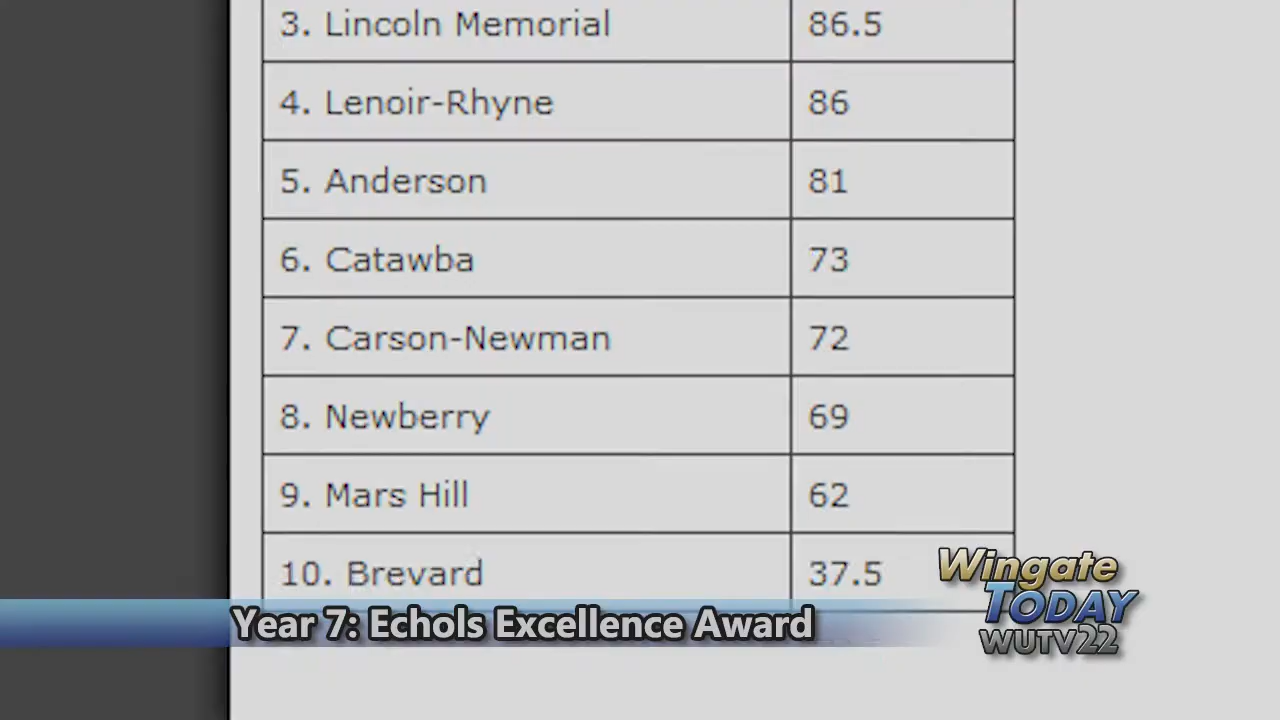 3. Lincoln Memorial 86.5
4. Lenoir-Rhyne 86
5. Anderson 81
6. Catawba 73
7. Carson-Newman 72
8. Newberry 69
9. Mars Hill 62
10. Brevard 37.5
Year 7: Echols Excellence Award
Wingate
TODAY
WUTV22